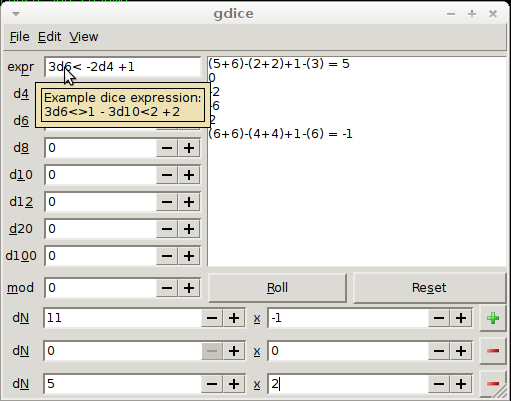 gdice
File Edit View
expr 3d6< -2d4 +1
(5+6)-(2+2)+1-(3) = 5
0
-2
-6
2
(6+6)-(4+4)+1-(6) = -1
d4
Example dice expression:
3d6<>1 - 3d10<2 +2
d6
d8 0
d10 0
d12 0
d20 0
d100 0
mod 0
Roll Reset
dN 11 x -1
dN 0 x 0
dN 5 x 2